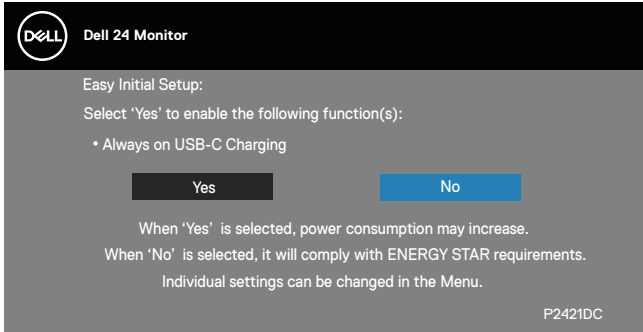 DELL
Dell 24 Monitor
Easy Initial Setup:
Select ‘Yes’ to enable the following function(s):
• Always on USB-C Charging
Yes
No
When ‘Yes’ is selected, power consumption may increase.
When ‘No’ is selected, it will comply with ENERGY STAR requirements.
Individual settings can be changed in the Menu.
P2421DC